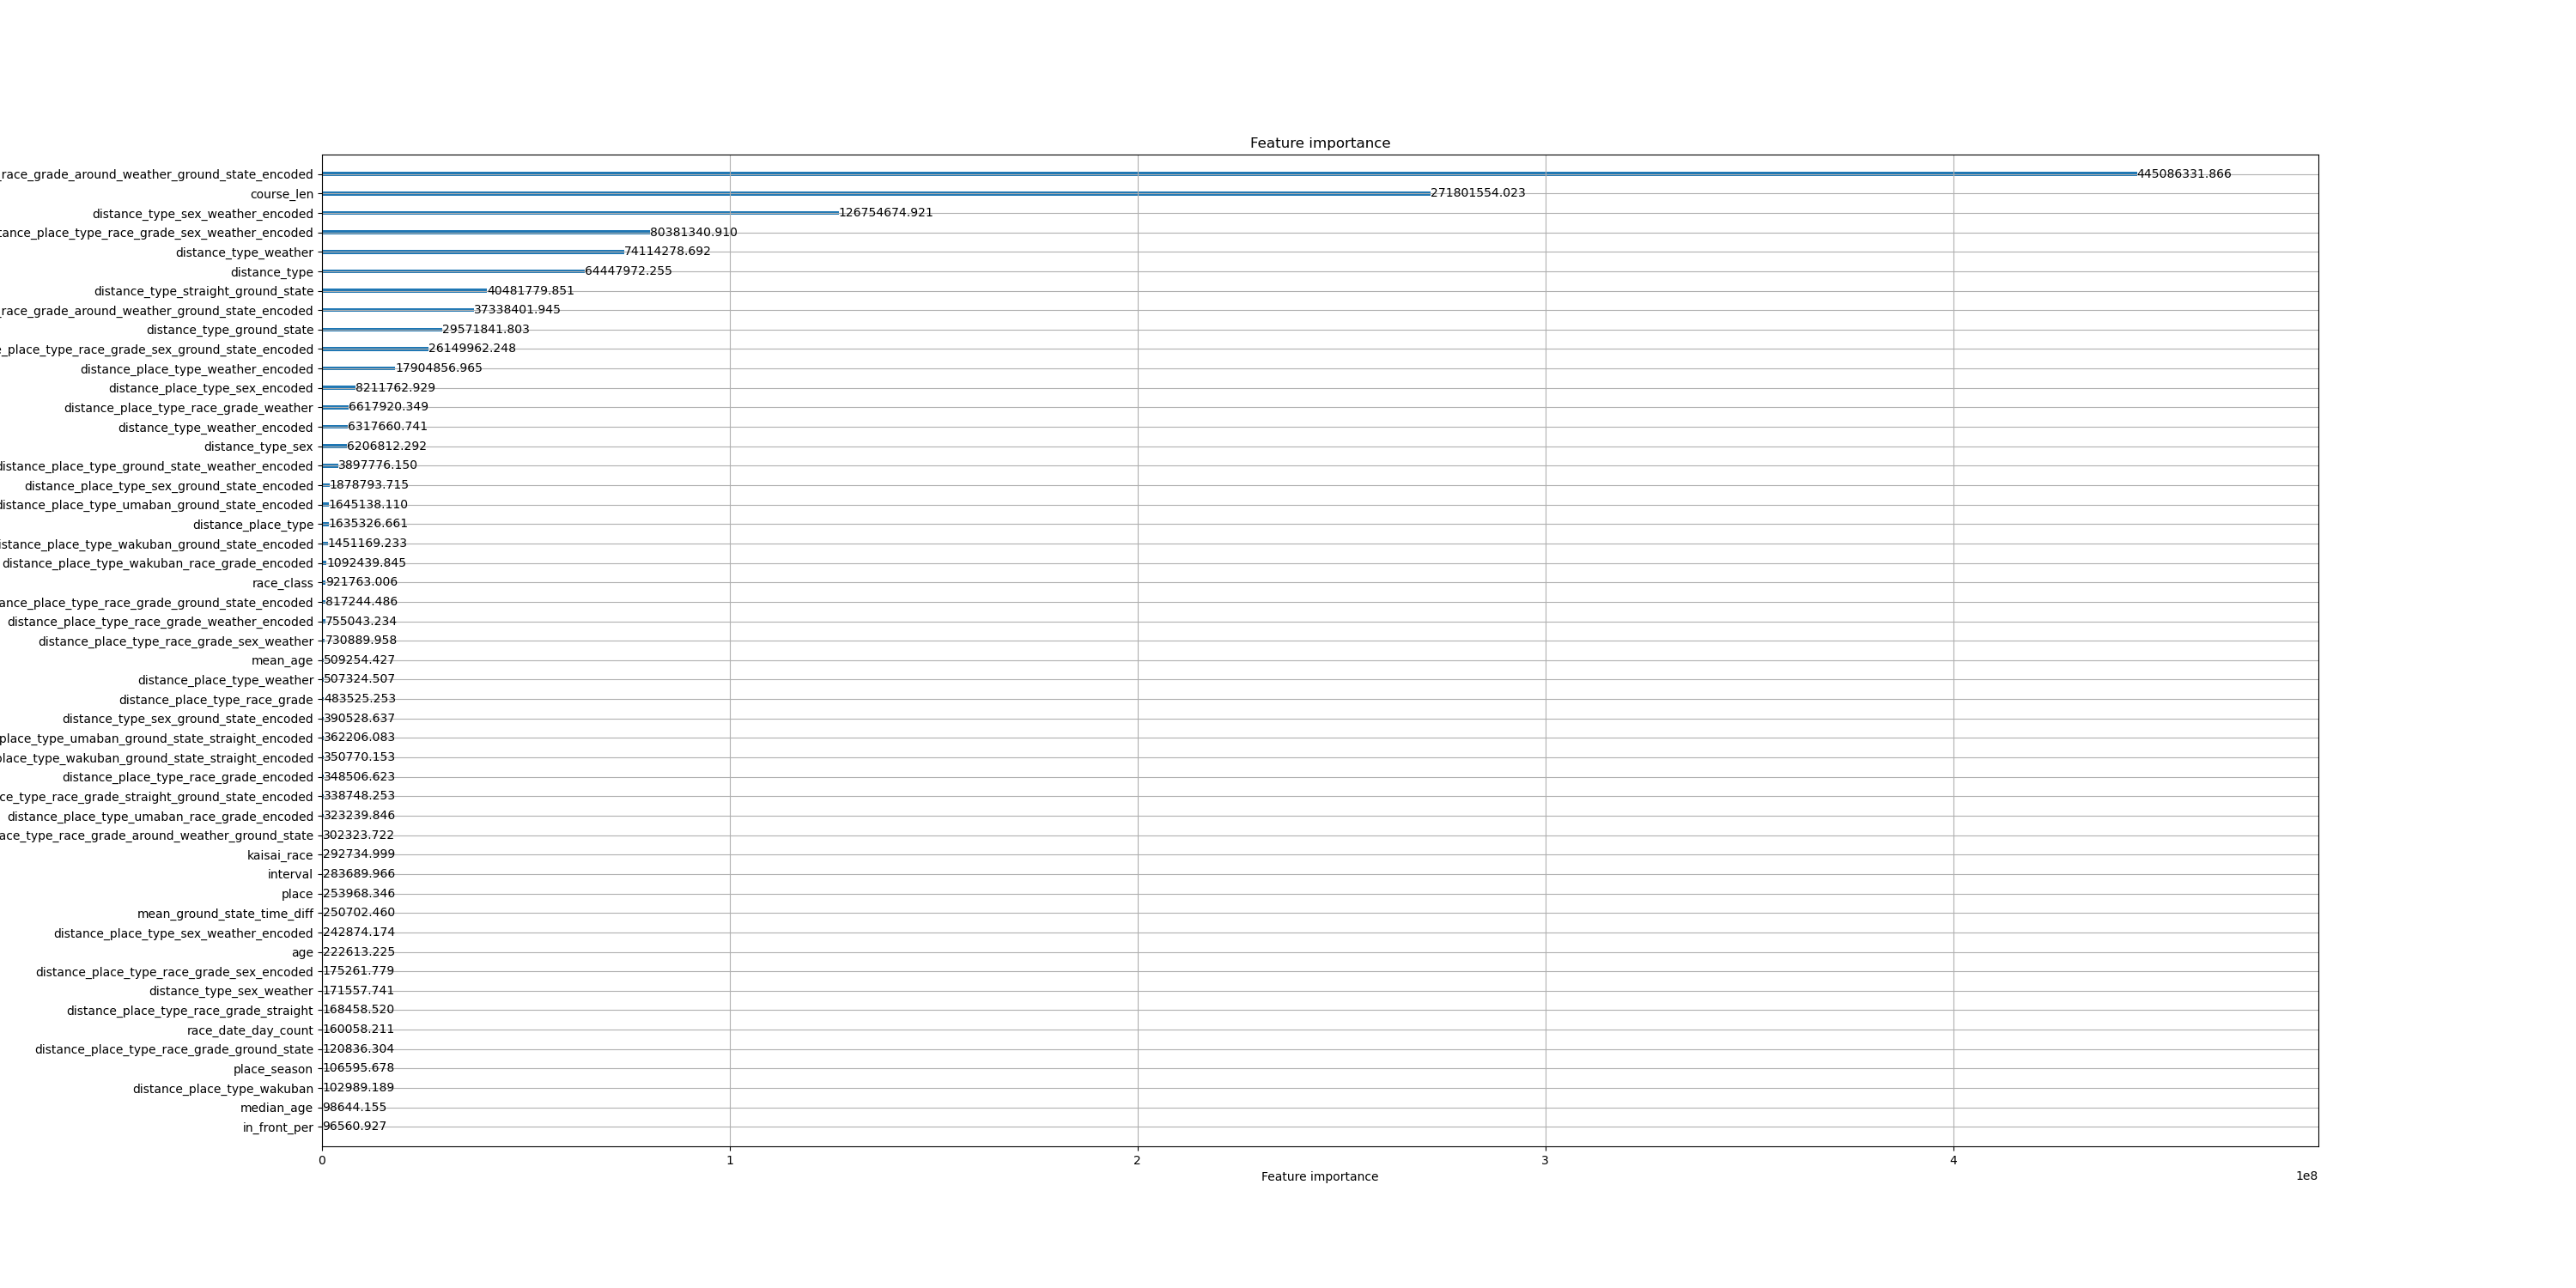 Feature importance
race_grade_around_weather_ground_state_encoded 445086331.866
course_len 271801554.023
distance_type_sex_weather_encoded 126754674.921
tance_place_type_race_grade_sex_weather_encoded 80381340.910
distance_type_weather 74114278.692
distance_type 64447972.255
distance_type_straight_ground_state 40481779.851
race_grade_around_weather_ground_state_encoded 37338401.945
distance_type_ground_state 29571841.803
_place_type_race_grade_sex_ground_state_encoded 26149962.248
distance_place_type_weather_encoded 17904856.965
distance_place_type_sex_encoded 8211762.929
distance_place_type_race_grade_weather 6617920.349
distance_type_weather_encoded 6317660.741
distance_type_sex 6206812.292
distance_place_type_ground_state_weather_encoded 3897776.150
distance_place_type_sex_ground_state_encoded 1878793.715
distance_place_type_umaban_ground_state_encoded 1645138.110
distance_place_type 1635326.661
istance_place_type_wakuban_ground_state_encoded 1451169.233
distance_place_type_wakuban_race_grade_encoded 1092439.845
race_class 921763.006
ance_place_type_race_grade_ground_state_encoded 817244.486
distance_place_type_race_grade_weather_encoded 755043.234
distance_place_type_race_grade_sex_weather 730889.958
mean_age 509254.427
distance_place_type_weather 507324.507
distance_place_type_race_grade 483525.253
distance_type_sex_ground_state_encoded 390528.637
place_type_umaban_ground_state_straight_encoded 362206.083
lace_type_wakuban_ground_state_straight_encoded 350770.153
distance_place_type_race_grade_encoded 348506.623
ce_type_race_grade_straight_ground_state_encoded 338748.253
distance_place_type_umaban_race_grade_encoded 323239.846
ace_type_race_grade_around_weather_ground_state 302323.722
kaisai_race 292734.999
interval 283689.966
place 253968.346
mean_ground_state_time_diff 250702.460
distance_place_type_sex_weather_encoded 242874.174
age 222613.225
distance_place_type_race_grade_sex_encoded 175261.779
distance_type_sex_weather 171557.741
distance_place_type_race_grade_straight 168458.520
race_date_day_count 160058.211
distance_place_type_race_grade_ground_state 120836.304
place_season 106595.678
distance_place_type_wakuban 102989.189
median_age 98644.155
in_front_per 96560.927
0 1 2 3 4
Feature importance
1e8